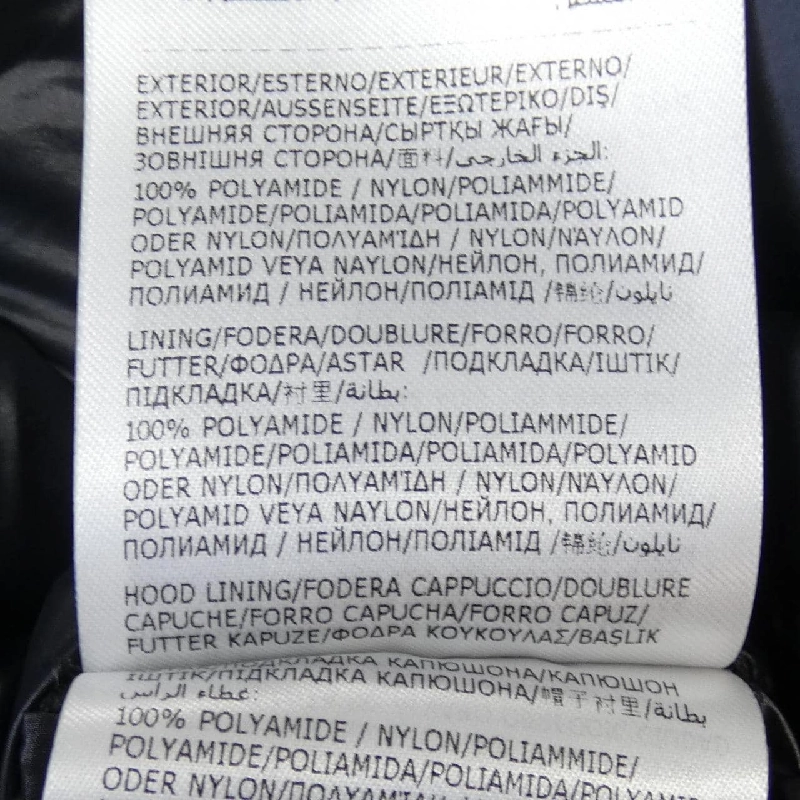 EXTERIOR/ESTERNO/EXTERIEUR/EXTERNO/
EXTERIOR/AUSSENSEITE/ΕΞΩΤΕΡΙΚΟ/DIŞ/
ВНЕШНЯЯ СТОРОНА/СЫРТҚЫ ЖАҒЫ/
ЗОВНІШНЯ СТОРОНА/面料/الجزء الخارجي:
100% POLYAMIDE / NYLON/POLIAMMIDE/
POLYAMIDE/POLIAMIDA/POLIAMIDA/POLYAMID
ODER NYLON/ΠΟΛΥΑΜΊΔΗ / NYLON/ΝΆΥΛΟΝ/
POLYAMID VEYA NAYLON/НЕЙЛОН, ПОЛИАМИД/
ПОЛИАМИД / НЕЙЛОН/ПОЛІАМІД /锦纶/نايلون
LINING/FODERA/DOUBLURE/FORRO/FORRO/
FUTTER/ΦΟΔΡΑ/ASTAR /ПОДКЛАДКА/ІШТІК/
ПІДКЛАДКА/衬里/بطانة:
100% POLYAMIDE / NYLON/POLIAMMIDE/
POLYAMIDE/POLIAMIDA/POLIAMIDA/POLYAMID
ODER NYLON/ΠΟΛΥΑΜΊΔΗ / NYLON/ΝΆΥΛΟΝ/
POLYAMID VEYA NAYLON/НЕЙЛОН, ПОЛИАМИД/
ПОЛИАМИД / НЕЙЛОН/ПОЛІАМІД /锦纶/نايلون
HOOD LINING/FODERA CAPPUCCIO/DOUBLURE
CAPUCHE/FORRO CAPUCHA/FORRO CAPUZ/
FUTTER KAPUZE/ΦΟΔΡΑ ΚΟΥΚΟΥΛΑΣ/BAŞLIK
КАПЮШОНА/КАПЮШОН
ІШТІК/ПІДКЛАДКА КАПЮШОНА/帽子衬里/بطانة
غطاء الرأس:
100% POLYAMIDE / NYLON/POLIAMMIDE/
POLYAMIDE/POLIAMIDA/POLIAMIDA/POLYAMID
ODER NYLON/ΠΟΛΥΑΜΊΔΗ / NYLON/